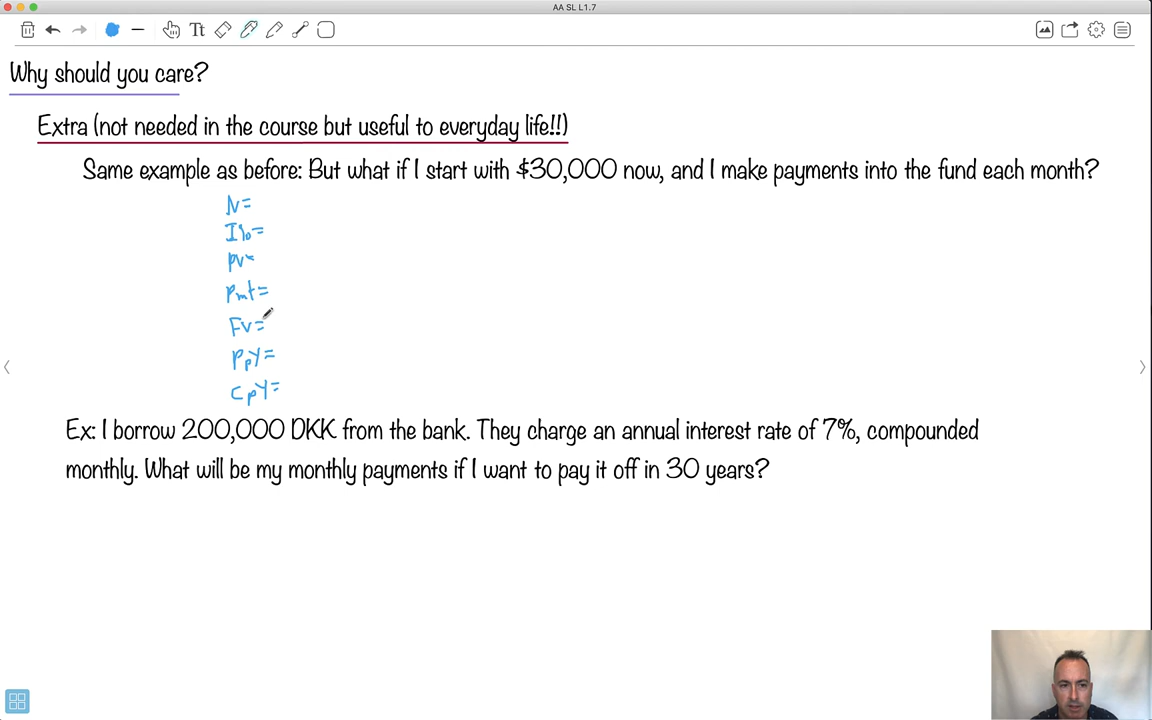 AA SL L1.7
Tt
Why should you care?
Extra (not needed in the course but useful to everyday life!!)
Same example as before: But what if I start with $30,000 now, and I make payments into the fund each month?
N=
I%=
PV=
Pmt=
FV=
PpY=
CpY=
Ex: I borrow 200,000 DKK from the bank. They charge an annual interest rate of 7%, compounded
monthly. What will be my monthly payments if I want to pay it off in 30 years?